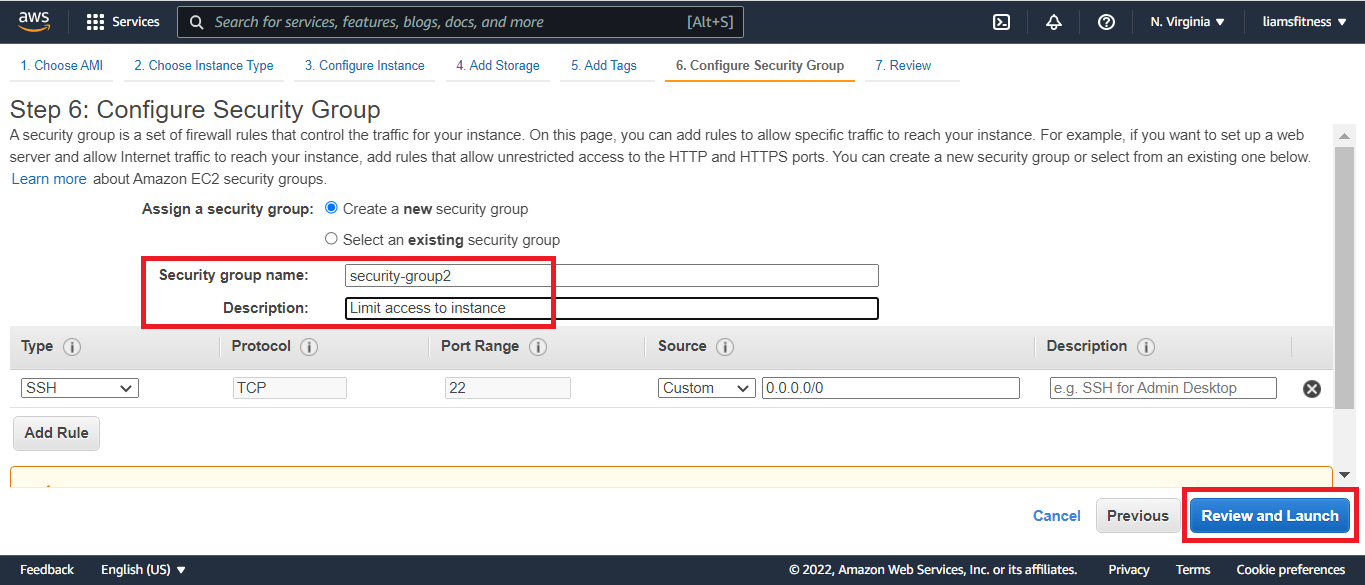 aws Services Search for services, features, blogs, docs, and more [Alt+S] N. Virginia liamsfitness
1. Choose AMI 2. Choose Instance Type 3. Configure Instance 4. Add Storage 5. Add Tags 6. Configure Security Group 7. Review
Step 6: Configure Security Group
A security group is a set of firewall rules that control the traffic for your instance. On this page, you can add rules to allow specific traffic to reach your instance. For example, if you want to set up a web
server and allow Internet traffic to reach your instance, add rules that allow unrestricted access to the HTTP and HTTPS ports. You can create a new security group or select from an existing one below.
Learn more about Amazon EC2 security groups.
Assign a security group: Create a new security group
Select an existing security group
Security group name: security-group2
Description: Limit access to instance
Type Protocol Port Range Source Description
SSH TCP 22 Custom 0.0.0.0/0 e.g. SSH for Admin Desktop
Add Rule
Cancel Previous Review and Launch
Feedback English (US) © 2022, Amazon Web Services, Inc. or its affiliates. Privacy Terms Cookie preferences